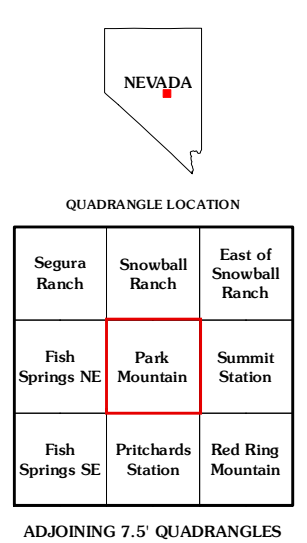 NEVADA
QUADRANGLE LOCATION
Segura
Ranch
Snowball
Ranch
East of
Snowball
Ranch
Fish
Springs NE
Park
Mountain
Summit
Station
Fish
Springs SE
Pritchards
Station
Red Ring
Mountain
ADJOINING 7.5' QUADRANGLES